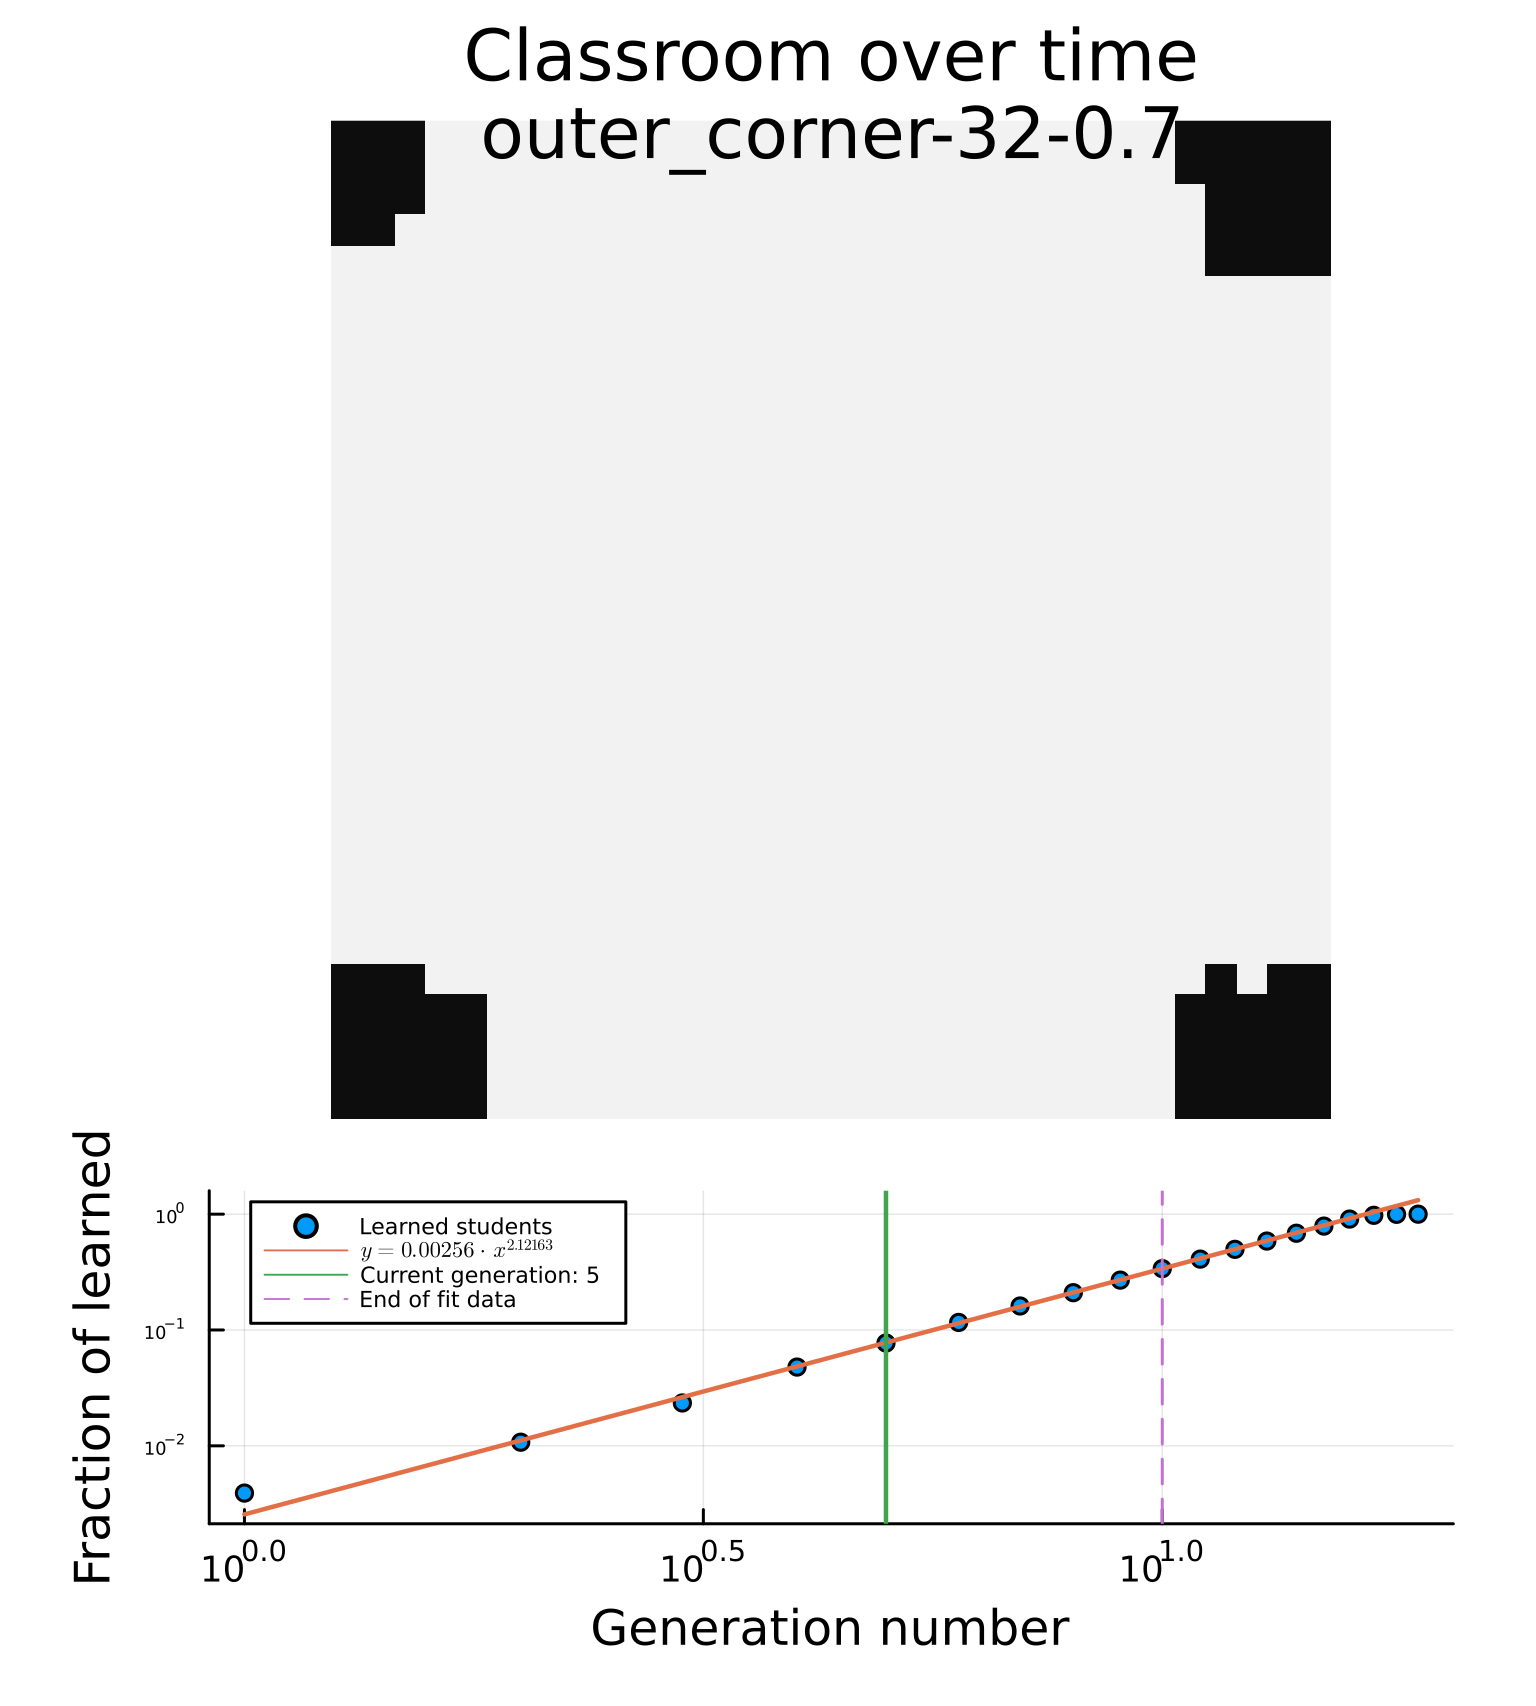 Classroom over time
outer_corner-32-0.7
Fraction of learned
10^0
10^-1
10^-2
Learned students
y = 0.00256 · x^2.12163
Current generation: 5
End of fit data
10^0.0
10^0.5
10^1.0
Generation number